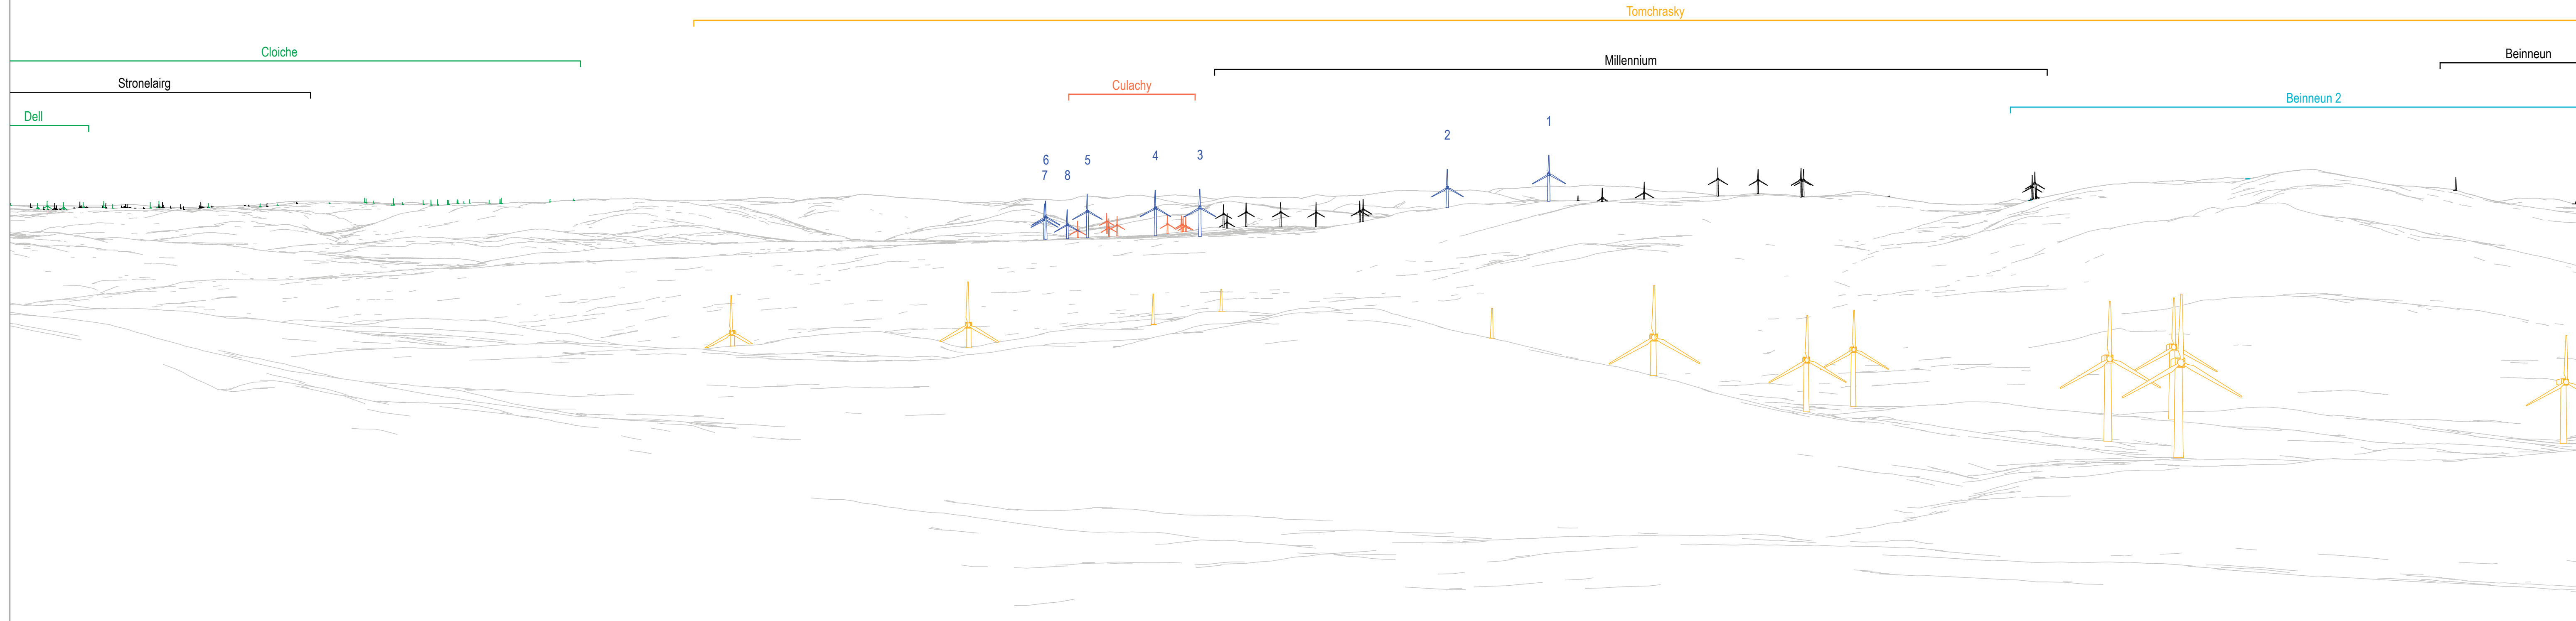 Tomchrasky
Cloiche
Beinneun
Millennium
Stronelairg
Culachy
Beinneun 2
Dell
1
2
6 5 4 3
7 8